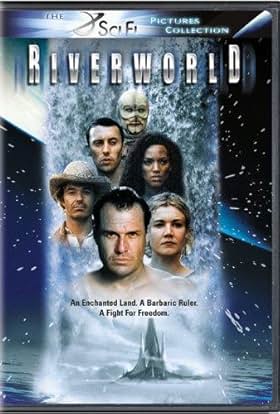 THE SCI FI PICTURES COLLECTION
RIVERWORLD
An Enchanted Land. A Barbaric Ruler.
A Fight For Freedom.